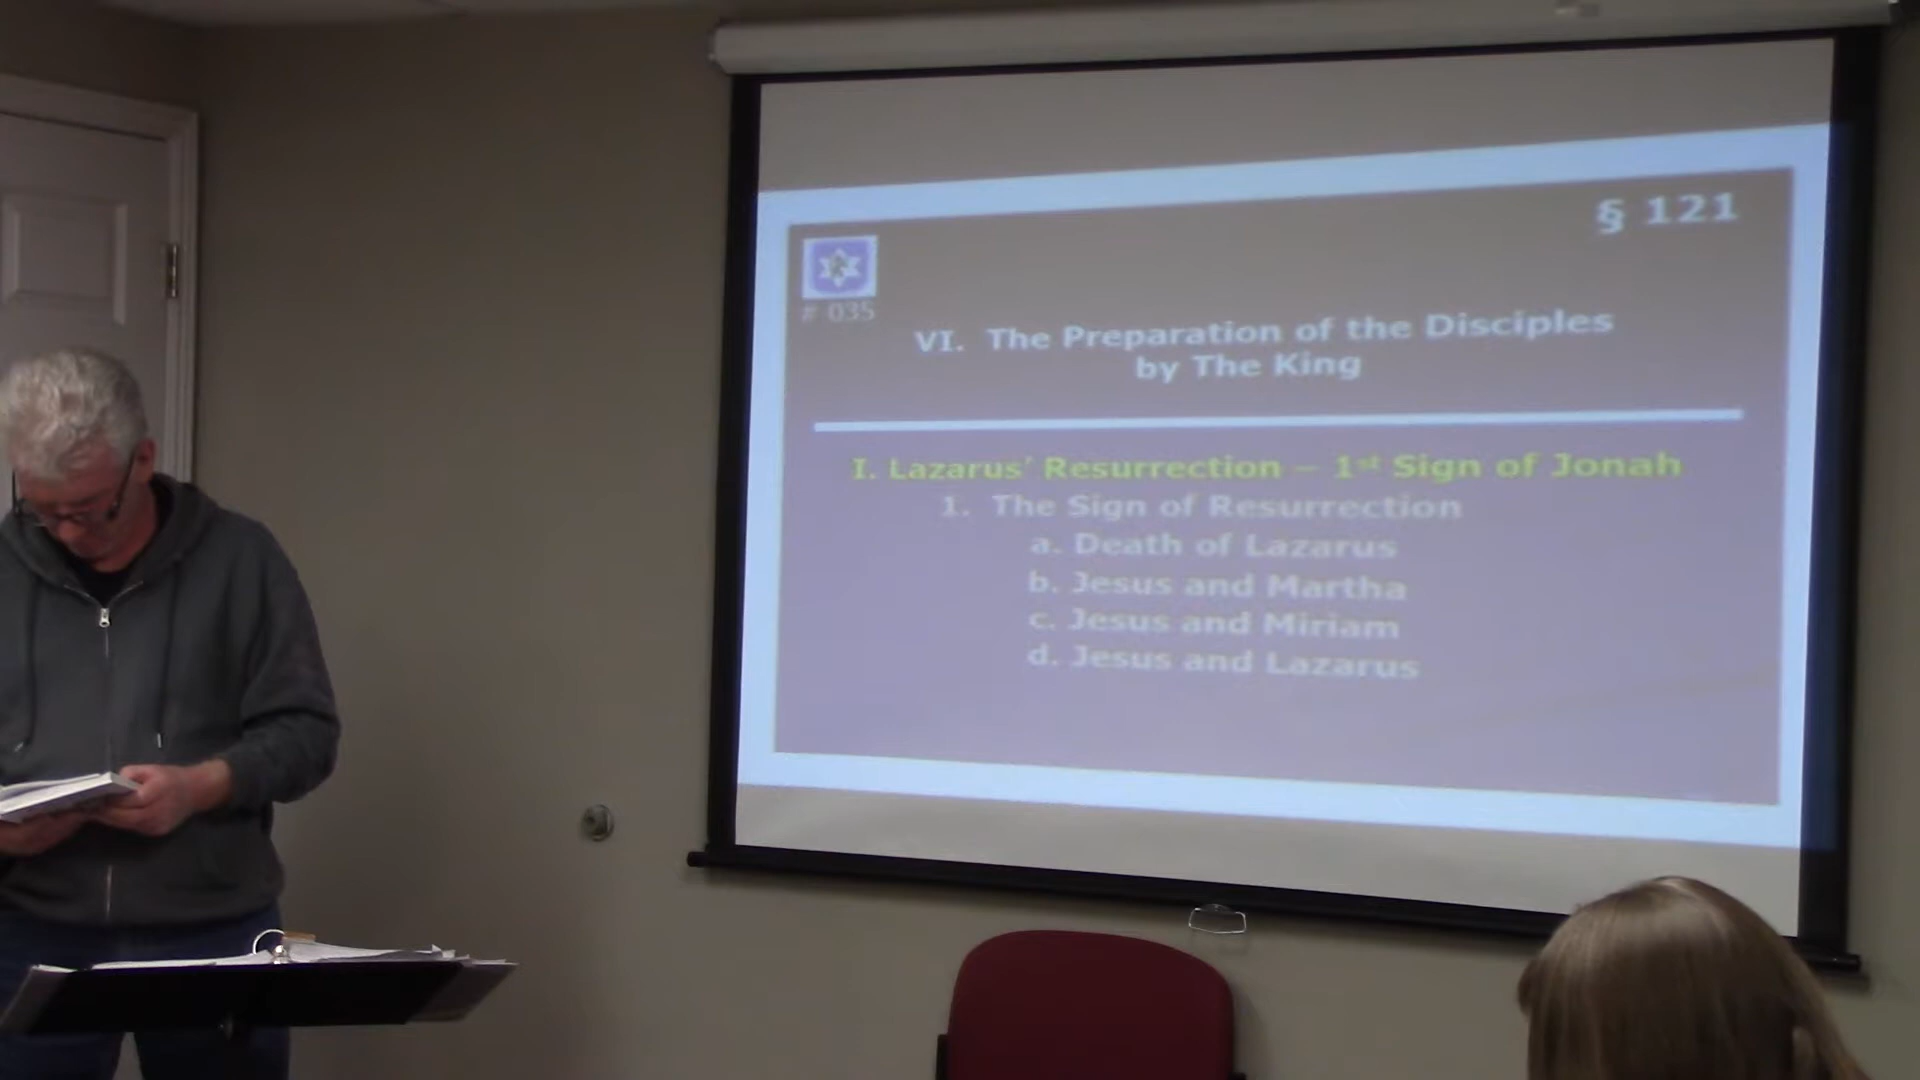 § 121
# 035
VI. The Preparation of the Disciples
by The King
I. Lazarus’ Resurrection – 1st Sign of Jonah
1. The Sign of Resurrection
a. Death of Lazarus
b. Jesus and Martha
c. Jesus and Miriam
d. Jesus and Lazarus